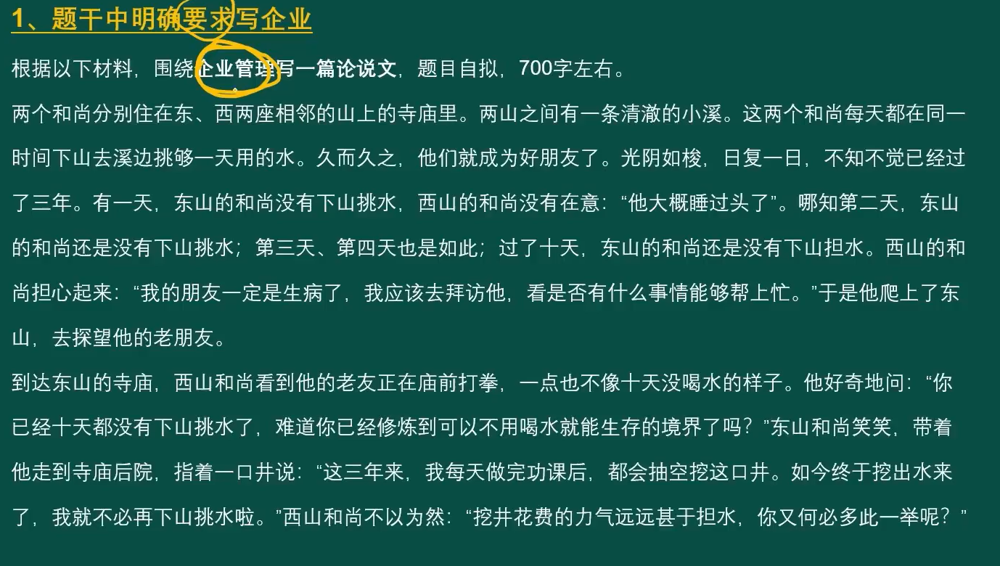 1、题干中明确要求写企业
根据以下材料，围绕企业管理写一篇论说文，题目自拟，700字左右。
两个和尚分别住在东、西两座相邻的山上的寺庙里。两山之间有一条清澈的小溪。这两个和尚每天都在同一
时间下山去溪边挑够一天用的水。久而久之，他们就成为好朋友了。光阴如梭，日复一日，不知不觉已经过
了三年。有一天，东山的和尚没有下山挑水，西山的和尚没有在意：“他大概睡过头了”。哪知第二天，东山
的和尚还是没有下山挑水；第三天、第四天也是如此；过了十天，东山的和尚还是没有下山担水。西山的和
尚担心起来：“我的朋友一定是生病了，我应该去拜访他，看是否有什么事情能够帮上忙。”于是他爬上了东
山，去探望他的老朋友。
到达东山的寺庙，西山和尚看到他的老友正在庙前打拳，一点也不像十天没喝水的样子。他好奇地问：“你
已经十天都没有下山挑水了，难道你已经修炼到可以不用喝水就能生存的境界了吗？”东山和尚笑笑，带着
他走到寺庙后院，指着一口井说：“这三年来，我每天做完功课后，都会抽空挖这口井。如今终于挖出水来
了，我就不必再下山挑水啦。”西山和尚不以为然：“挖井花费的力气远远甚于担水，你又何必多此一举呢？”